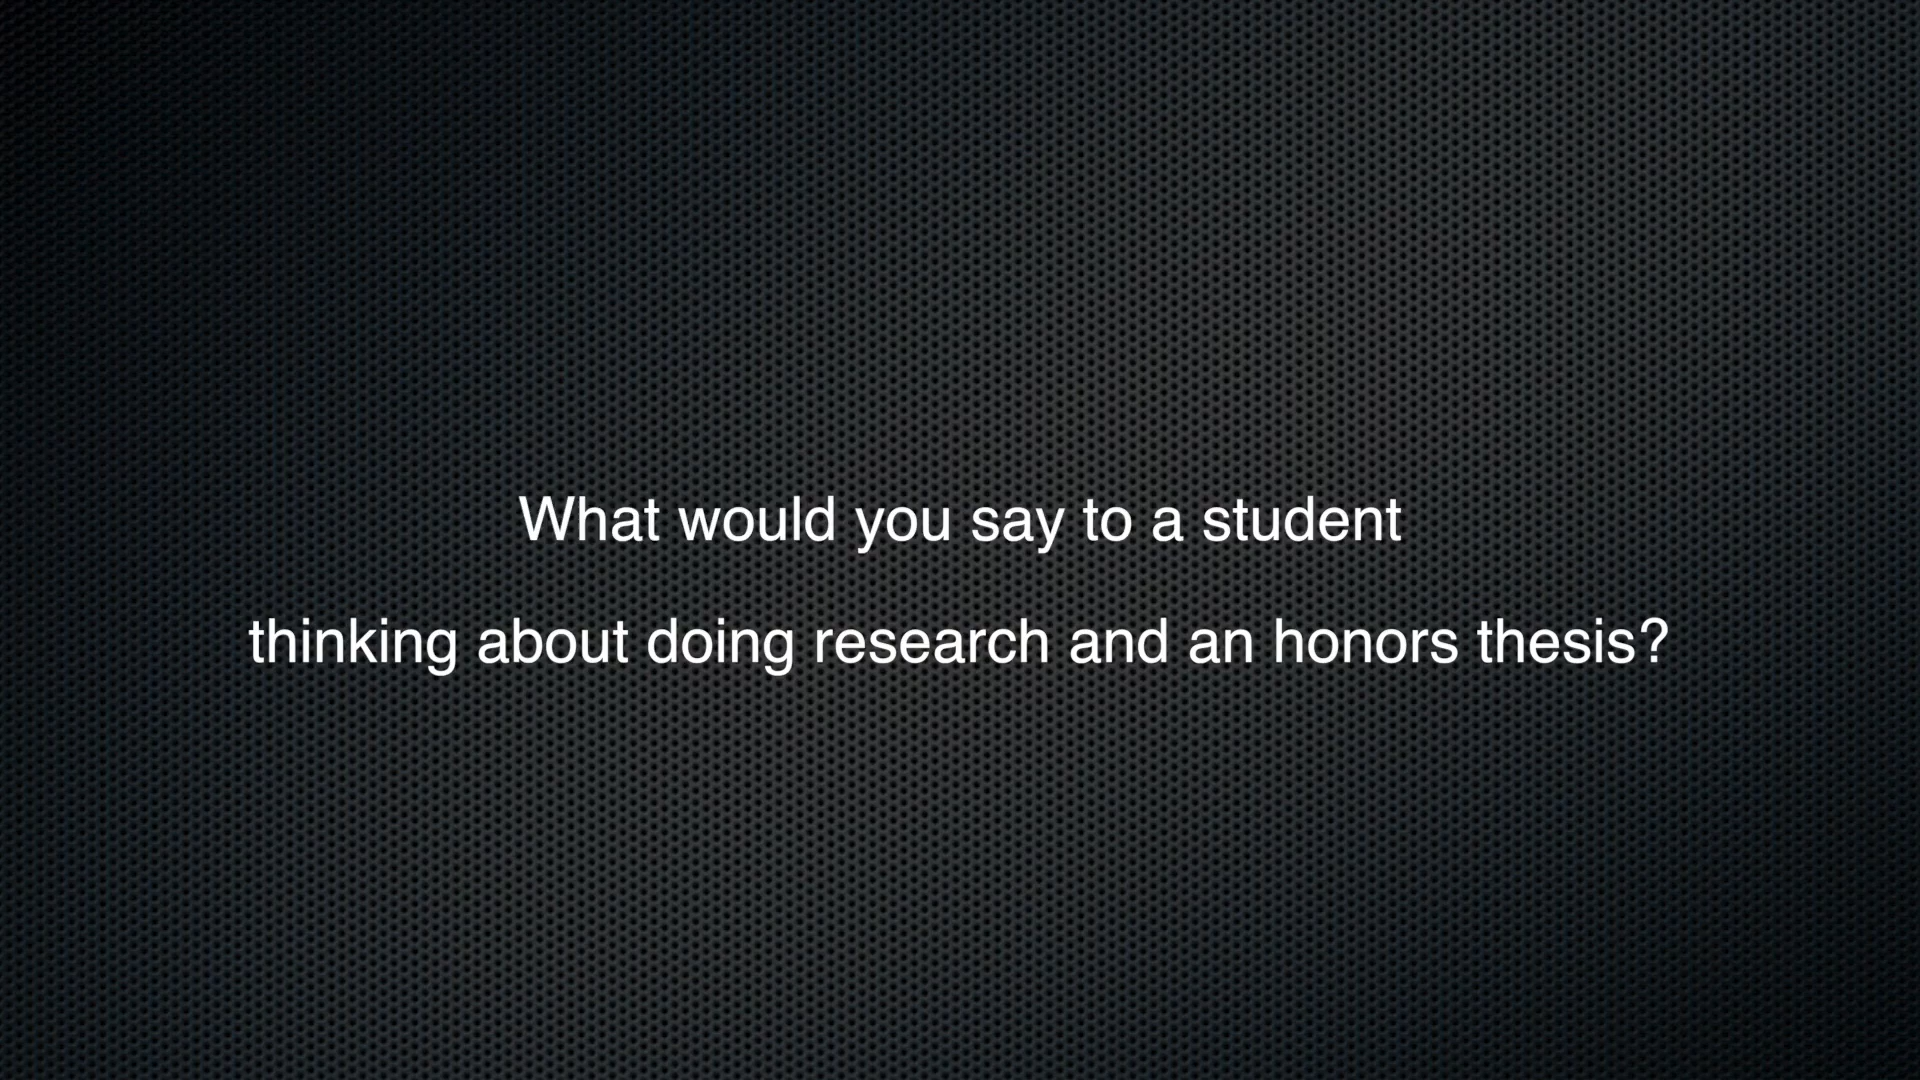 What would you say to a student
thinking about doing research and an honors thesis?